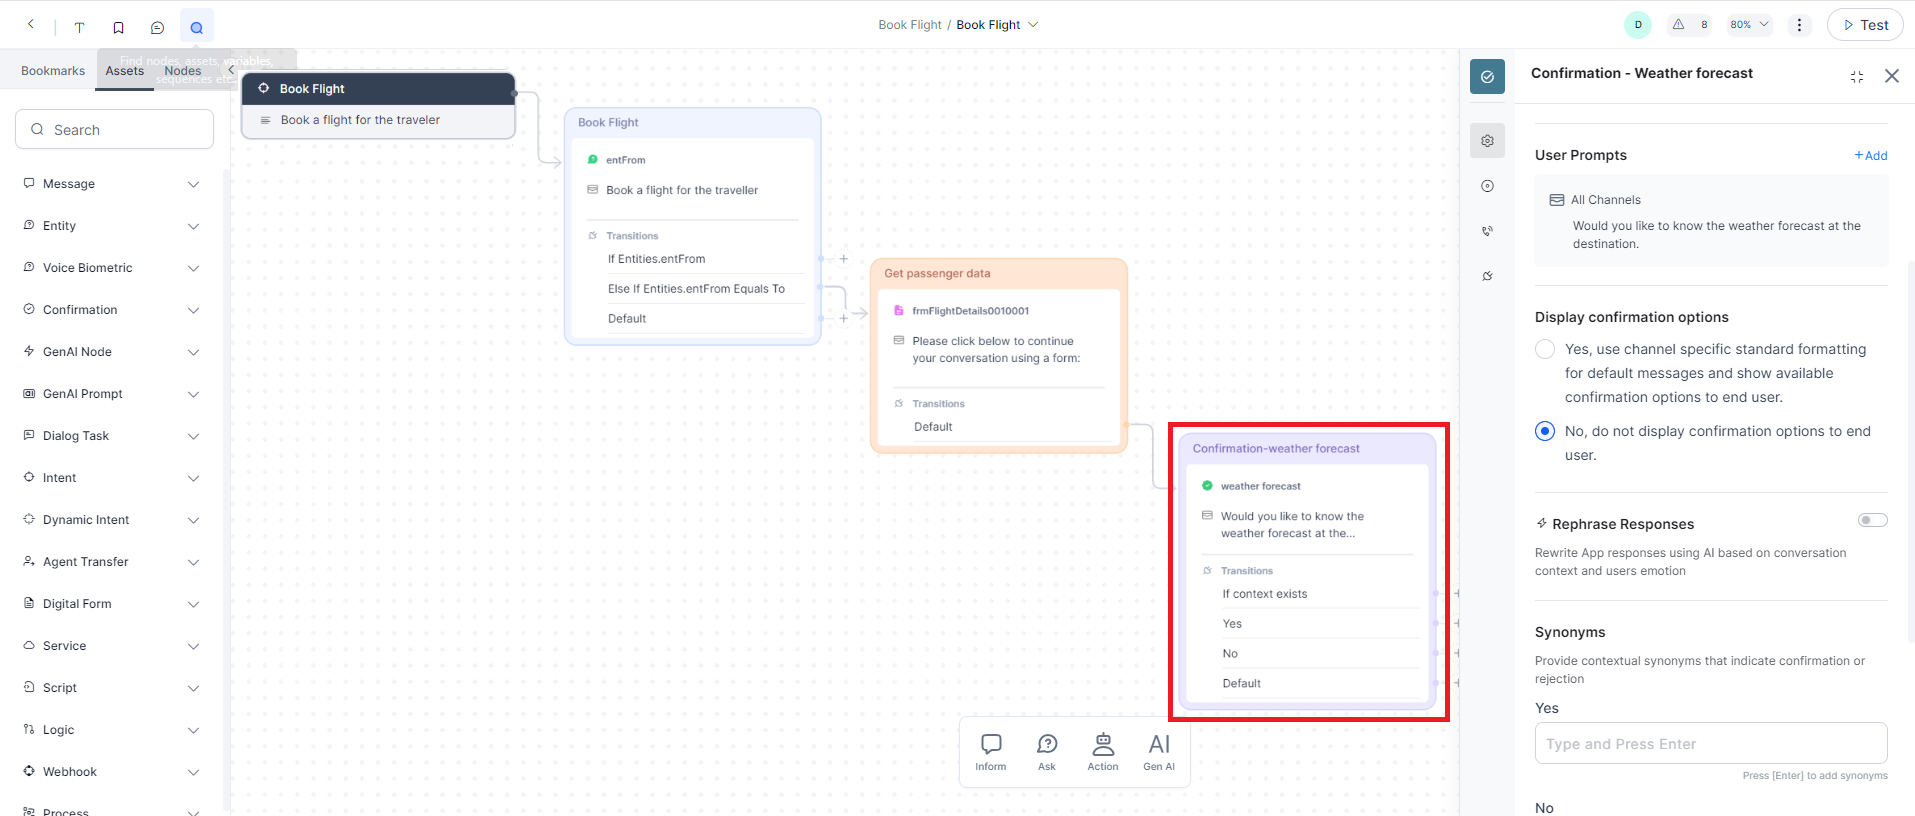 Book Flight / Book Flight
D
8
80%
Test
Find nodes, assets, variables,
sequences etc..
Bookmarks
Assets
Nodes
Search
Message
Entity
Voice Biometric
Confirmation
GenAI Node
GenAI Prompt
Dialog Task
Intent
Dynamic Intent
Agent Transfer
Digital Form
Service
Script
Logic
Webhook
Process
Book Flight
Book a flight for the traveler
Book Flight
entFrom
Book a flight for the traveller
Transitions
If Entities.entFrom
Else If Entities.entFrom Equals To
Default
Get passenger data
frmFlightDetails0010001
Please click below to continue
your conversation using a form:
Transitions
Default
Confirmation-weather forecast
weather forecast
Would you like to know the
weather forecast at the...
Transitions
If context exists
Yes
No
Default
Inform
Ask
Action
AI
Gen AI
Confirmation - Weather forecast
User Prompts
+Add
All Channels
Would you like to know the weather forecast at the
destination.
Display confirmation options
Yes, use channel specific standard formatting
for default messages and show available
confirmation options to end user.
No, do not display confirmation options to end
user.
Rephrase Responses
Rewrite App responses using AI based on conversation
context and users emotion
Synonyms
Provide contextual synonyms that indicate confirmation or
rejection
Yes
Type and Press Enter
Press [Enter] to add synonyms
No